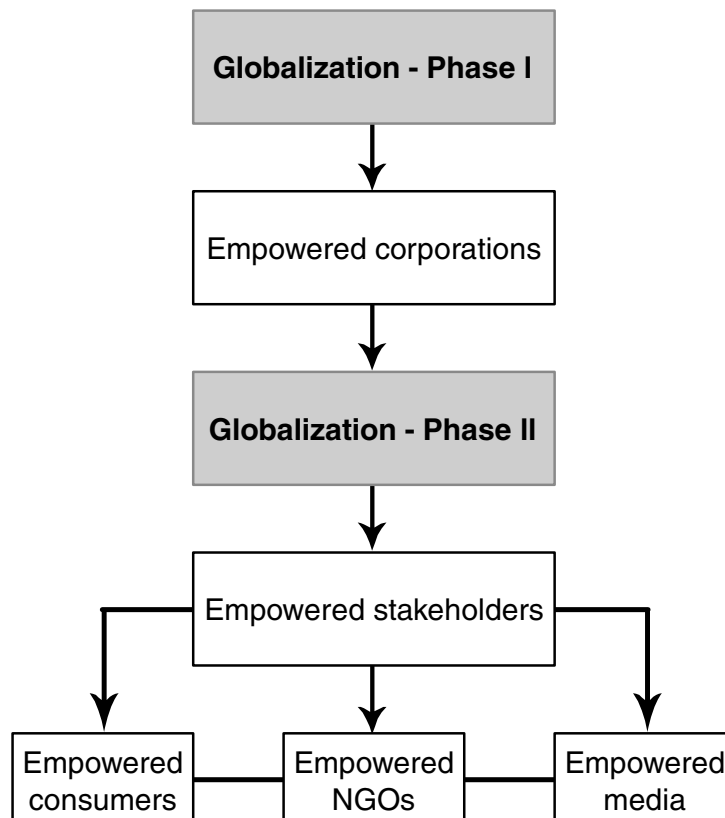 Globalization - Phase I
Empowered corporations
Globalization - Phase II
Empowered stakeholders
Empowered
consumers
Empowered
NGOs
Empowered
media